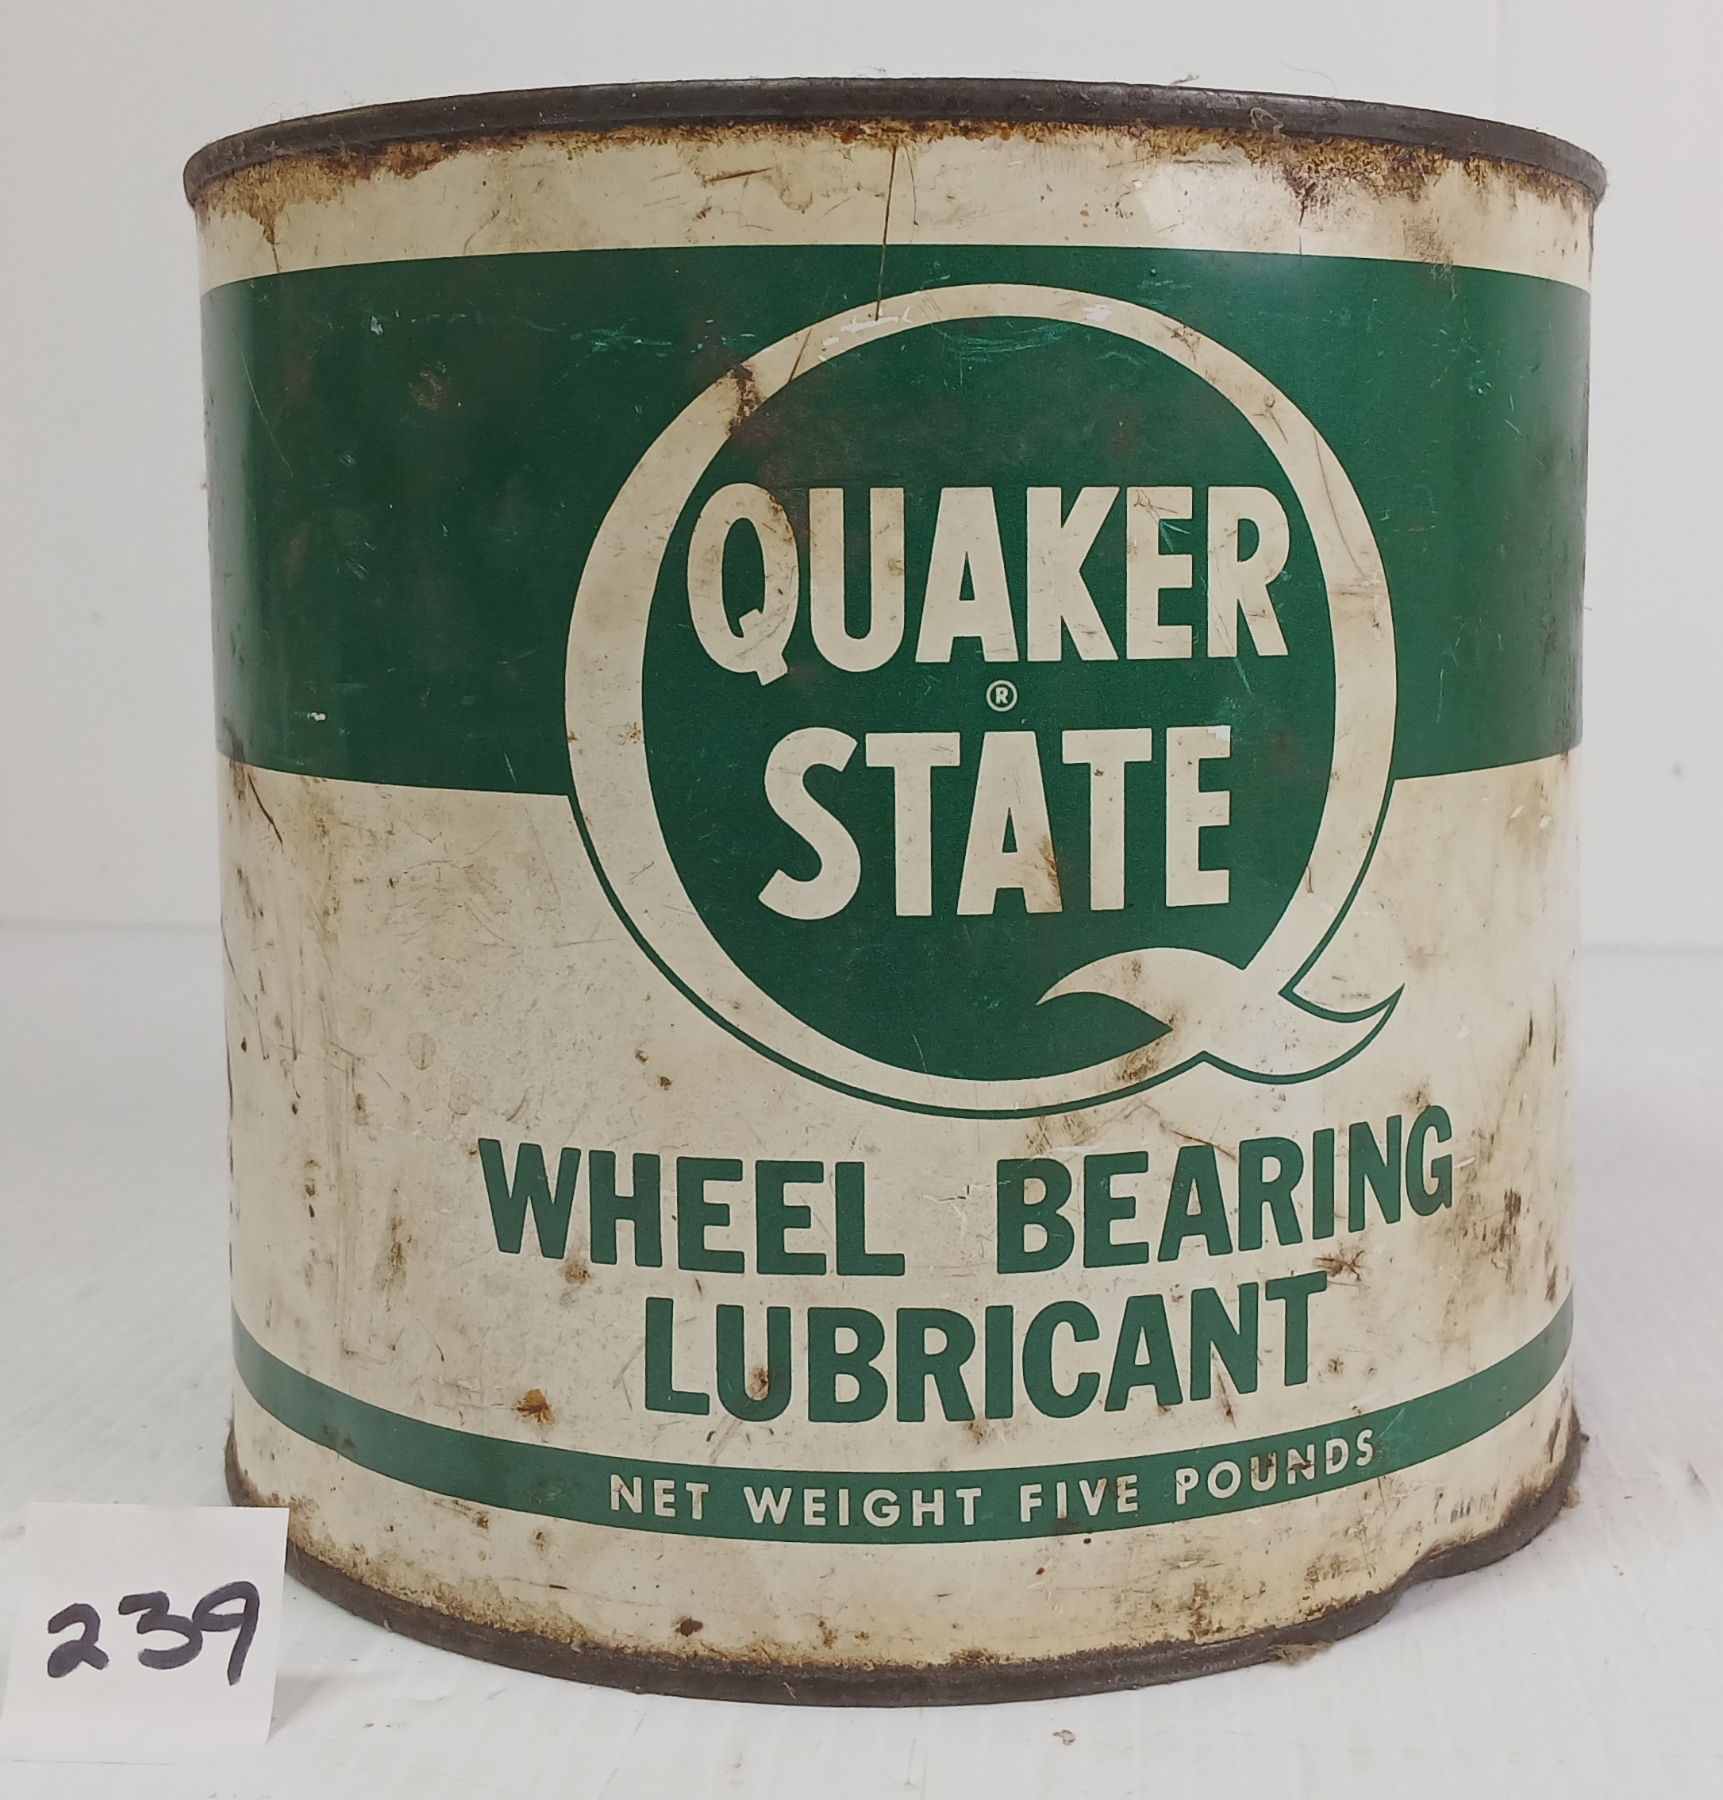 QUAKER
®
STATE
WHEEL BEARING
LUBRICANT
NET WEIGHT FIVE POUNDS
239